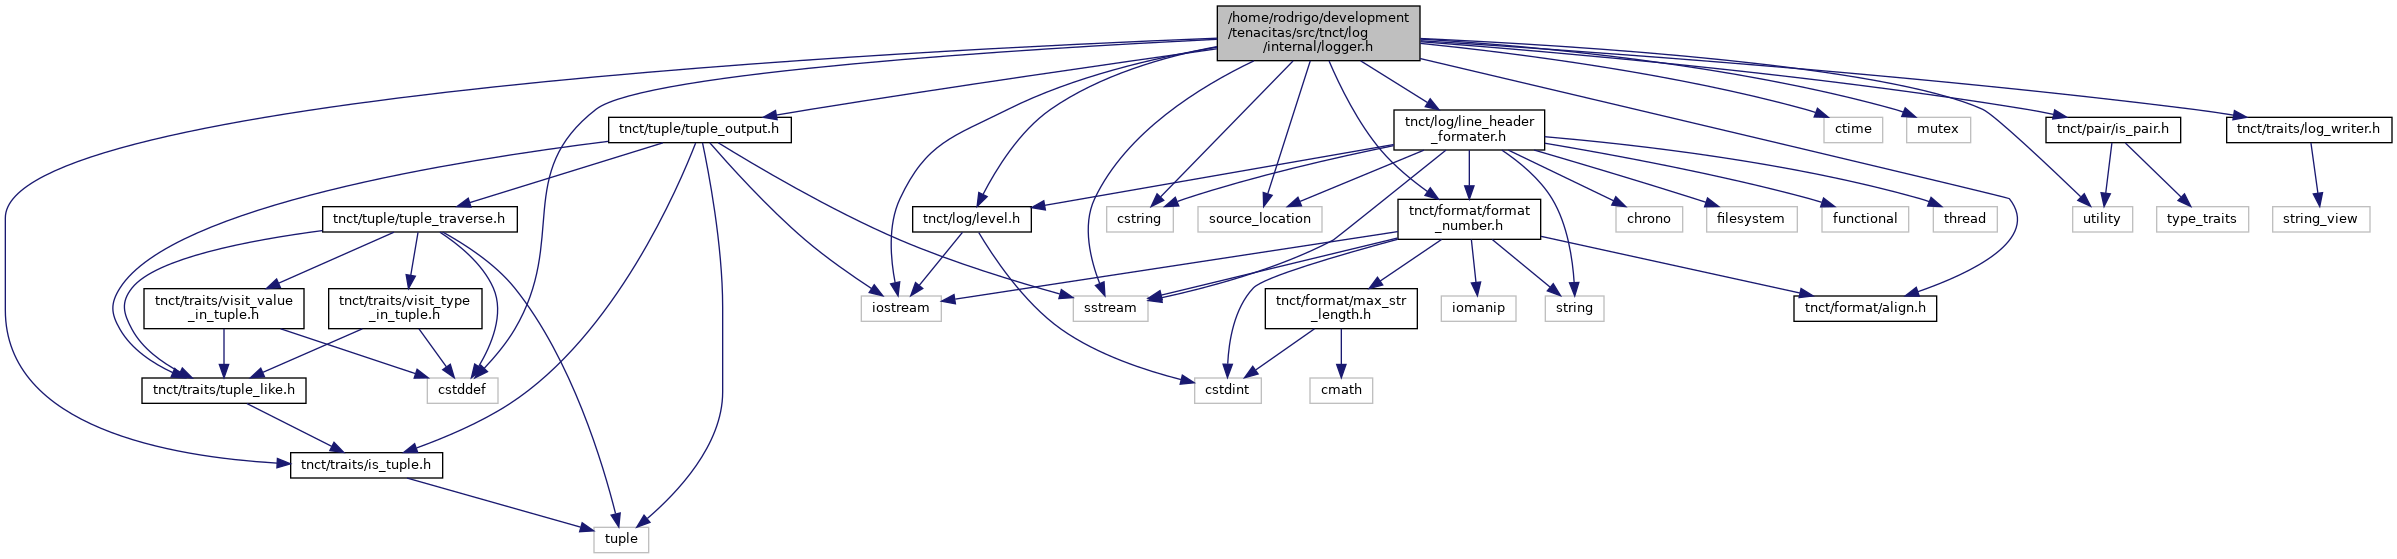 /home/rodrigo/development
/tenacitas/src/tnct/log
/internal/logger.h
tnct/tuple/tuple_output.h
tnct/log/line_header
_formater.h
ctime
mutex
tnct/pair/is_pair.h
tnct/traits/log_writer.h
tnct/tuple/tuple_traverse.h
tnct/log/level.h
cstring
source_location
tnct/format/format
_number.h
chrono
filesystem
functional
thread
utility
type_traits
string_view
tnct/traits/visit_value
_in_tuple.h
tnct/traits/visit_type
_in_tuple.h
iostream
sstream
tnct/format/max_str
_length.h
iomanip
string
tnct/format/align.h
tnct/traits/tuple_like.h
cstddef
cstdint
cmath
tnct/traits/is_tuple.h
tuple